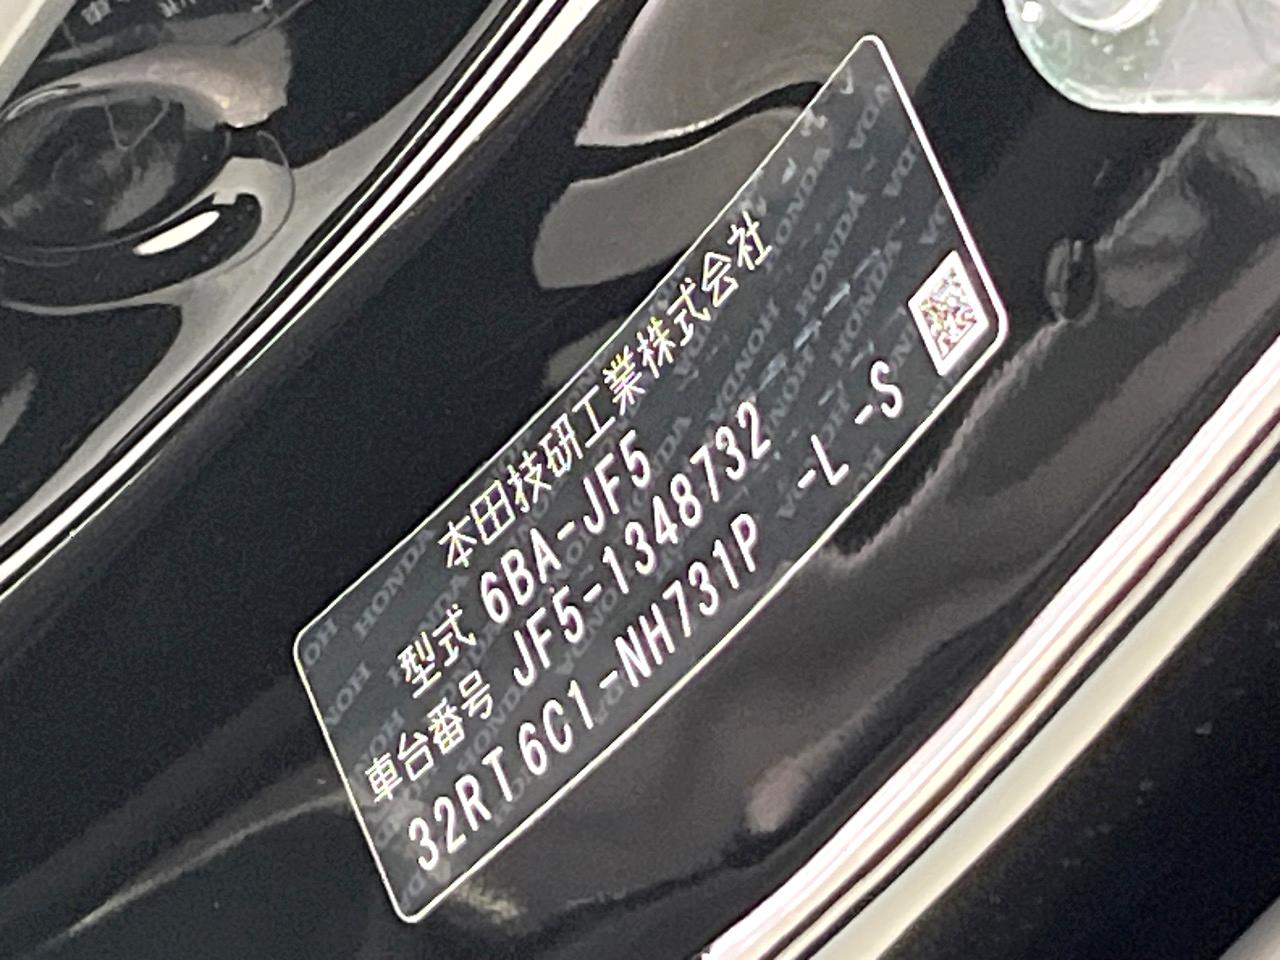 本田技研工業株式会社
型式 6BA-JF5
車台番号 JF5-1348732
32RT6C1-NH731P -L -S